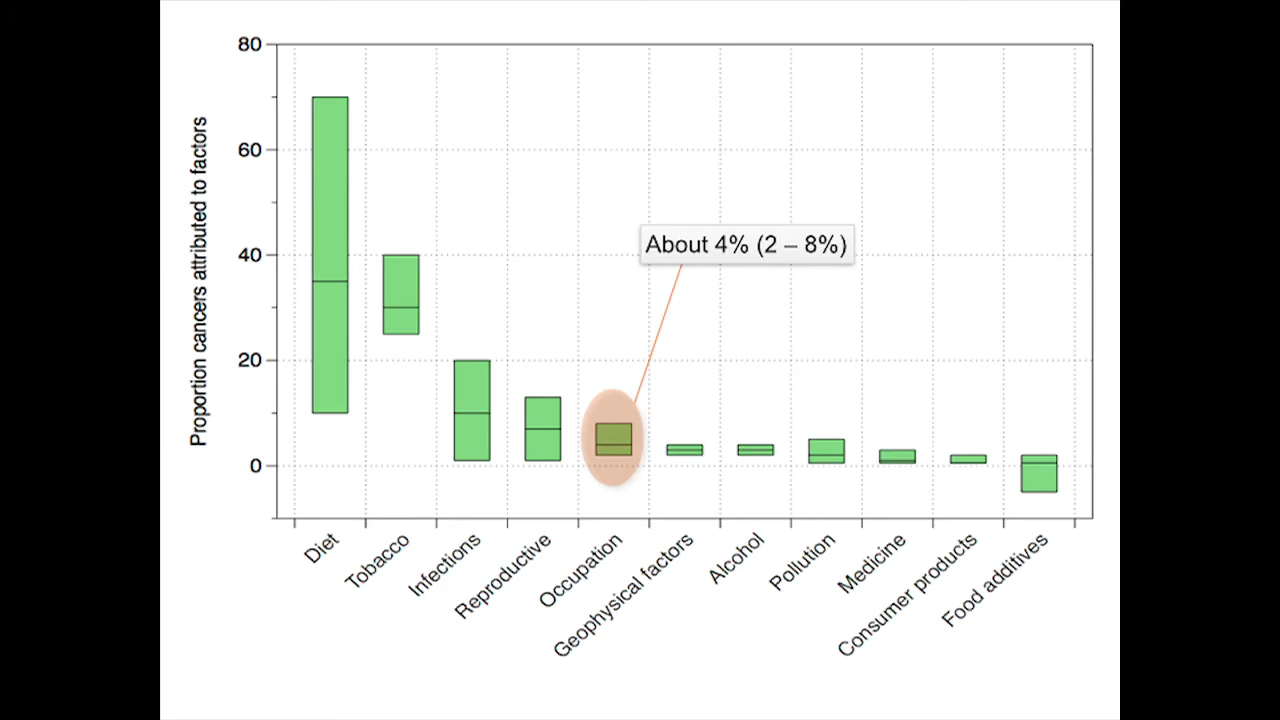 80
60
40
20
0
Proportion cancers attributed to factors
About 4% (2 – 8%)
Diet
Tobacco
Infections
Reproductive
Occupation
Geophysical factors
Alcohol
Pollution
Medicine
Consumer products
Food additives